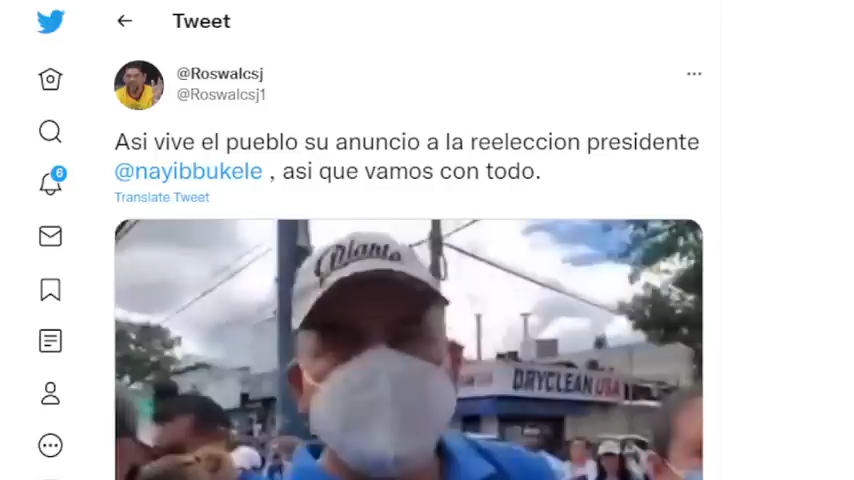 Tweet
@Roswalcsj
@Roswalcsj1
Asi vive el pueblo su anuncio a la reeleccion presidente
@nayibbukele , asi que vamos con todo.
Translate Tweet
6
DRYCLEAN USA